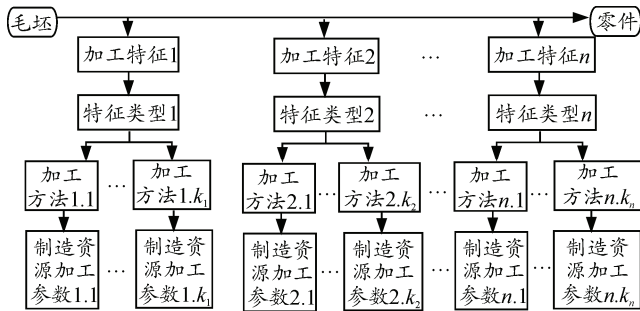 毛坯
零件
加工特征1
加工特征2
…
加工特征n
特征类型1
特征类型2
…
特征类型n
加工
方法1.1
…
加工
方法1.k₁
加工
方法2.1
…
加工
方法2.k₂
…
加工
方法n.1
…
加工
方法n.kₙ
制造资
源加工
参数1.1
…
制造资
源加工
参数1.k₁
制造资
源加工
参数2.1
…
制造资
源加工
参数2.k₂
…
制造资
源加工
参数n.1
…
制造资
源加工
参数n.kₙ